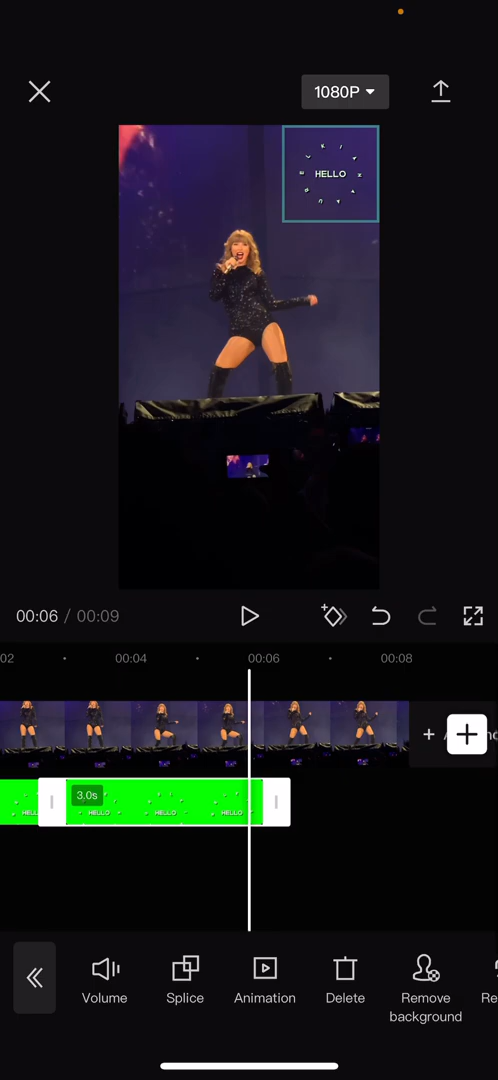 1080P
HELLO
00:06 / 00:09
02 00:04 00:06 00:08
+
3.0s
HELLO HELLO HELLO
Volume Splice Animation Delete Remove background Re